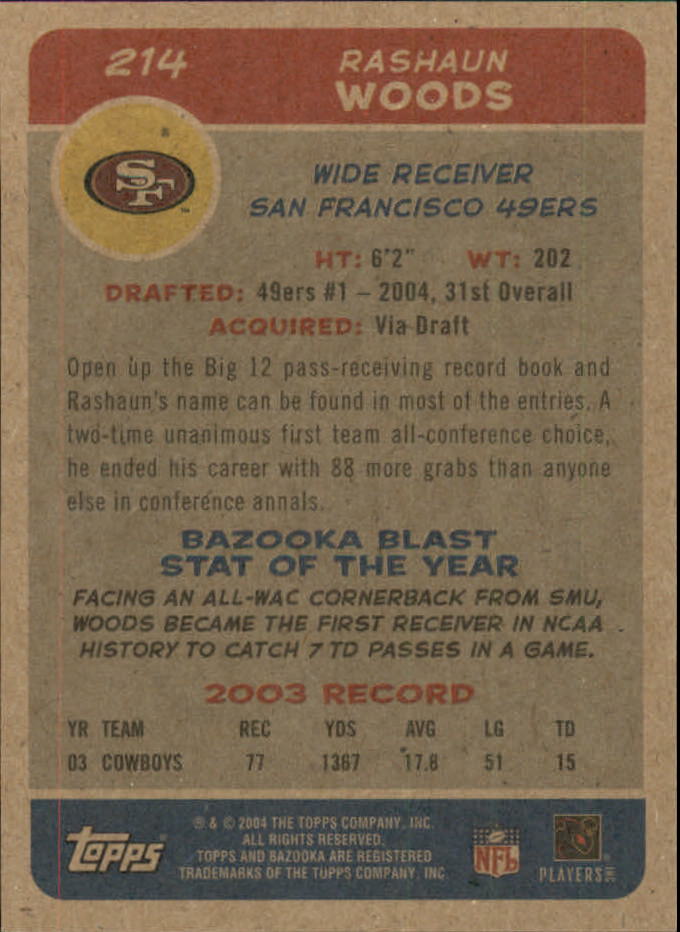 214
RASHAUN
WOODS
SF
WIDE RECEIVER
SAN FRANCISCO 49ERS
HT: 6'2" WT: 202
DRAFTED: 49ers #1 – 2004, 31st Overall
ACQUIRED: Via Draft
Open up the Big 12 pass-receiving record book and
Rashaun's name can be found in most of the entries. A
two-time unanimous first team all-conference choice,
he ended his career with 88 more grabs than anyone
else in conference annals.
BAZOOKA BLAST
STAT OF THE YEAR
FACING AN ALL-WAC CORNERBACK FROM SMU,
WOODS BECAME THE FIRST RECEIVER IN NCAA
HISTORY TO CATCH 7 TD PASSES IN A GAME.
2003 RECORD
YR TEAM REC YDS AVG LG TD
03 COWBOYS 77 1367 17.8 51 15
topps
® & © 2004 THE TOPPS COMPANY, INC.
ALL RIGHTS RESERVED.
TOPPS AND BAZOOKA ARE REGISTERED
TRADEMARKS OF THE TOPPS COMPANY, INC
NFL
PLAYERS